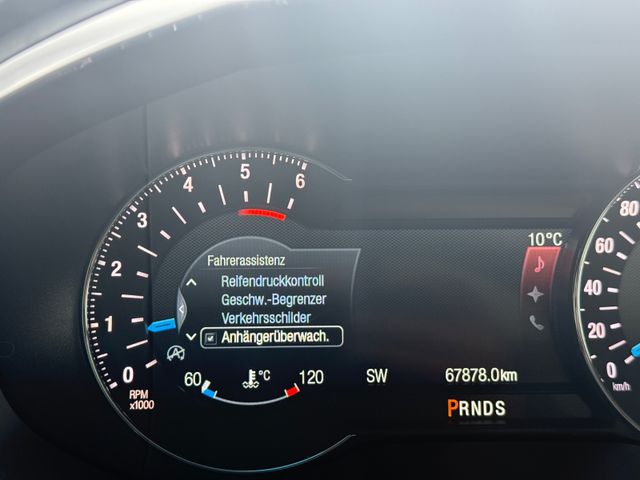 6
5
4
3
2
1
0
RPM
x1000
Fahrerassistenz
Reifendruckkontroll
Geschw.-Begrenzer
Verkehrsschilder
Anhängerüberwach.
60 °C 120
SW
67878.0km
PRNDS
10°C
80
60
40
20
0
km/h